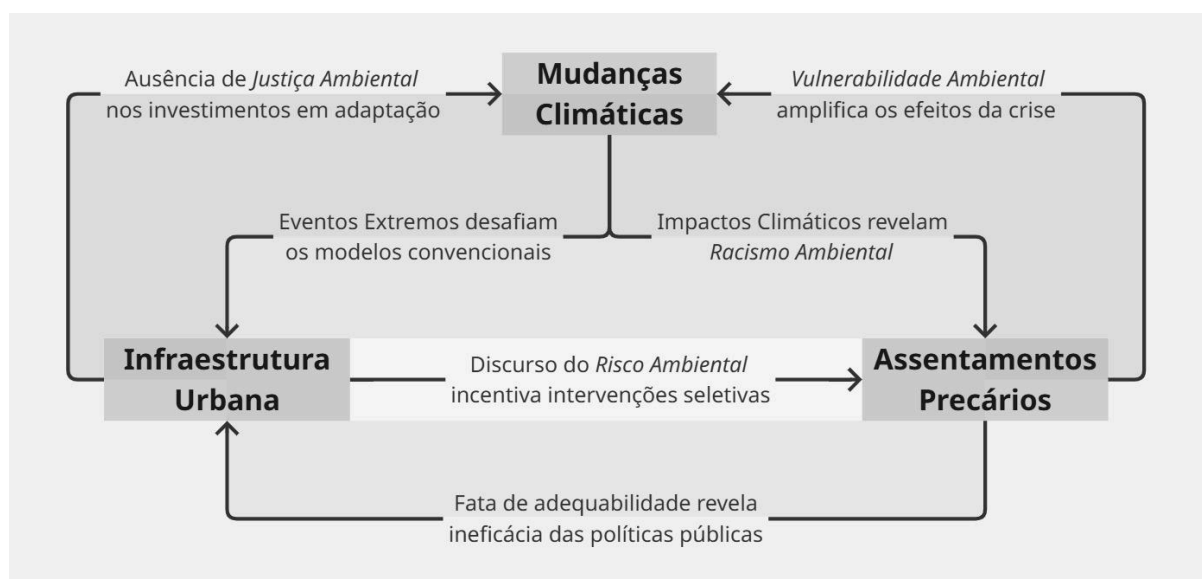 Ausência de Justiça Ambiental
nos investimentos em adaptação
Mudanças
Climáticas
Vulnerabilidade Ambiental
amplifica os efeitos da crise
Eventos Extremos desafiam
os modelos convencionais
Impactos Climáticos revelam
Racismo Ambiental
Infraestrutura
Urbana
Discurso do Risco Ambiental
incentiva intervenções seletivas
Assentamentos
Precários
Fata de adequabilidade revela
ineficácia das políticas públicas